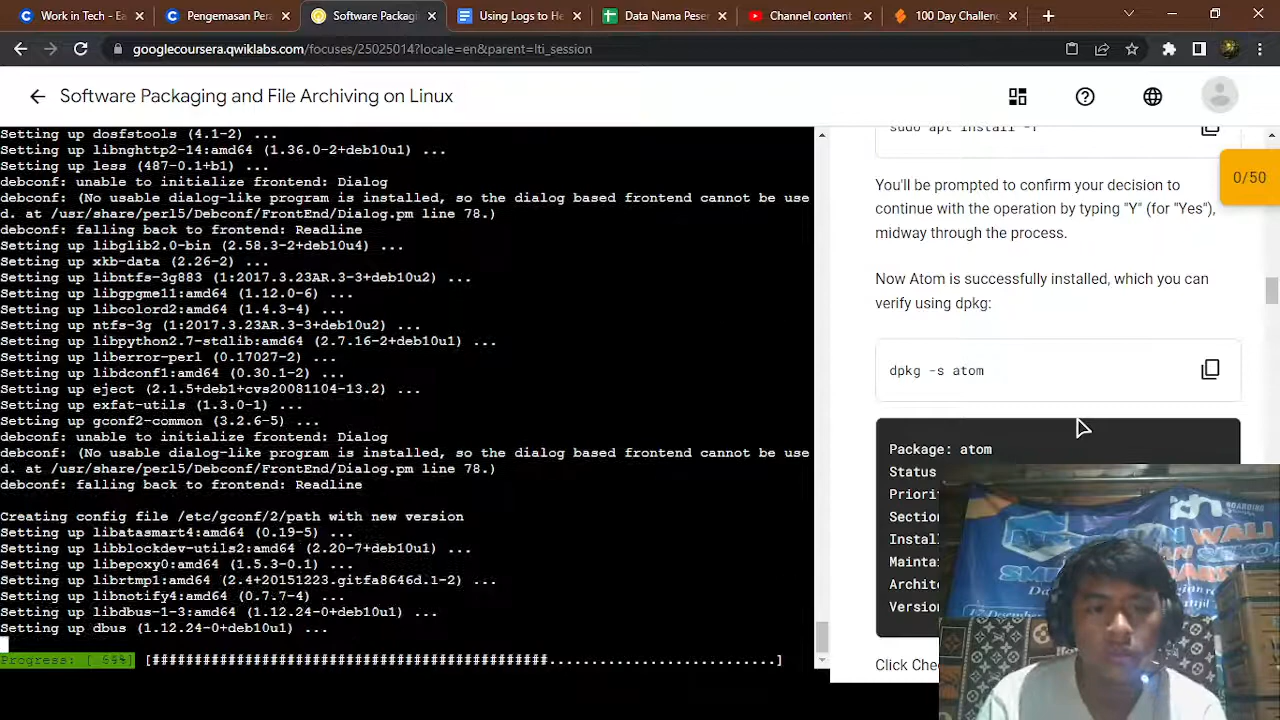 Work in Tech - Ea
Pengemasan Pera
Software Packagi
Using Logs to He
Data Nama Peser
Channel content
100 Day Challeng
googlecoursera.qwiklabs.com/focuses/25025014?locale=en&parent=lti_session
Software Packaging and File Archiving on Linux
Setting up dosfstools (4.1-2) ...
Setting up libnghttp2-14:amd64 (1.36.0-2+deb10u1) ...
Setting up less (487-0.1+b1) ...
debconf: unable to initialize frontend: Dialog
debconf: (No usable dialog-like program is installed, so the dialog based frontend cannot be use
d. at /usr/share/perl5/Debconf/FrontEnd/Dialog.pm line 78.)
debconf: falling back to frontend: Readline
Setting up libglib2.0-bin (2.58.3-2+deb10u4) ...
Setting up xkb-data (2.26-2) ...
Setting up libntfs-3g883 (1:2017.3.23AR.3-3+deb10u2) ...
Setting up libgpgme11:amd64 (1.12.0-6) ...
Setting up libcolord2:amd64 (1.4.3-4) ...
Setting up ntfs-3g (1:2017.3.23AR.3-3+deb10u2) ...
Setting up libpython2.7-stdlib:amd64 (2.7.16-2+deb10u1) ...
Setting up liberror-perl (0.17027-2) ...
Setting up libdconf1:amd64 (0.30.1-2) ...
Setting up eject (2.1.5+deb1+cvs20081104-13.2) ...
Setting up exfat-utils (1.3.0-1) ...
Setting up gconf2-common (3.2.6-5) ...
debconf: unable to initialize frontend: Dialog
debconf: (No usable dialog-like program is installed, so the dialog based frontend cannot be use
d. at /usr/share/perl5/Debconf/FrontEnd/Dialog.pm line 78.)
debconf: falling back to frontend: Readline
Creating config file /etc/gconf/2/path with new version
Setting up libatasmart4:amd64 (0.19-5) ...
Setting up libblockdev-utils2:amd64 (2.20-7+deb10u1) ...
Setting up libepoxy0:amd64 (1.5.3-0.1) ...
Setting up librtmp1:amd64 (2.4+20151223.gitfa8646d.1-2) ...
Setting up libnotify4:amd64 (0.7.7-4) ...
Setting up libdbus-1-3:amd64 (1.12.24-0+deb10u1) ...
Setting up dbus (1.12.24-0+deb10u1) ...
Progress: [ 69%]
sudo apt install -f
0/50
You'll be prompted to confirm your decision to
continue with the operation by typing "Y" (for "Yes"),
midway through the process.
Now Atom is successfully installed, which you can
verify using dpkg:
dpkg -s atom
Package: atom
Status
Priorit
Section
Install
Mainta
Archit
Version
Click Chec